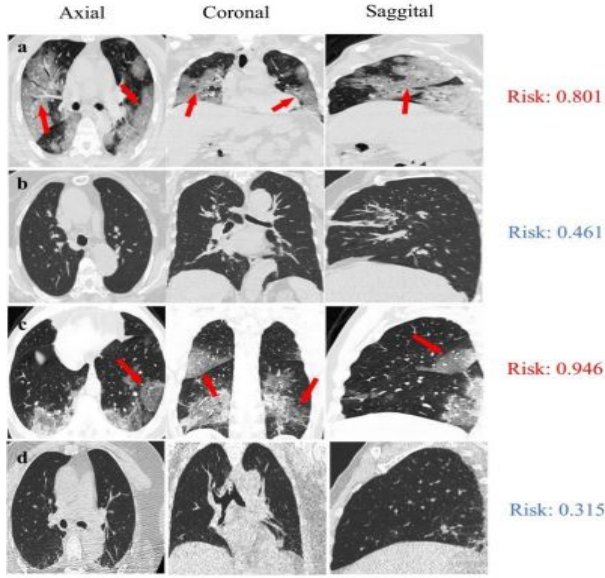 Axial Coronal Saggital
a Risk: 0.801
b Risk: 0.461
c Risk: 0.946
d Risk: 0.315